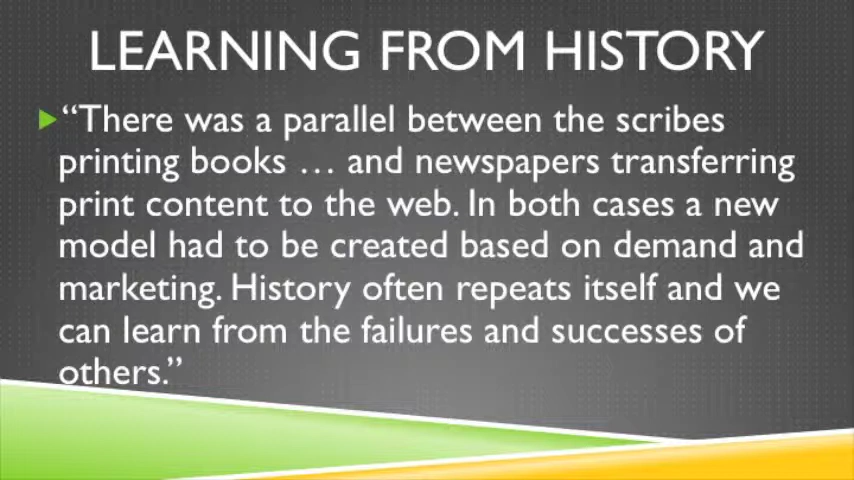 LEARNING FROM HISTORY
“There was a parallel between the scribes
printing books … and newspapers transferring
print content to the web. In both cases a new
model had to be created based on demand and
marketing. History often repeats itself and we
can learn from the failures and successes of
others.”